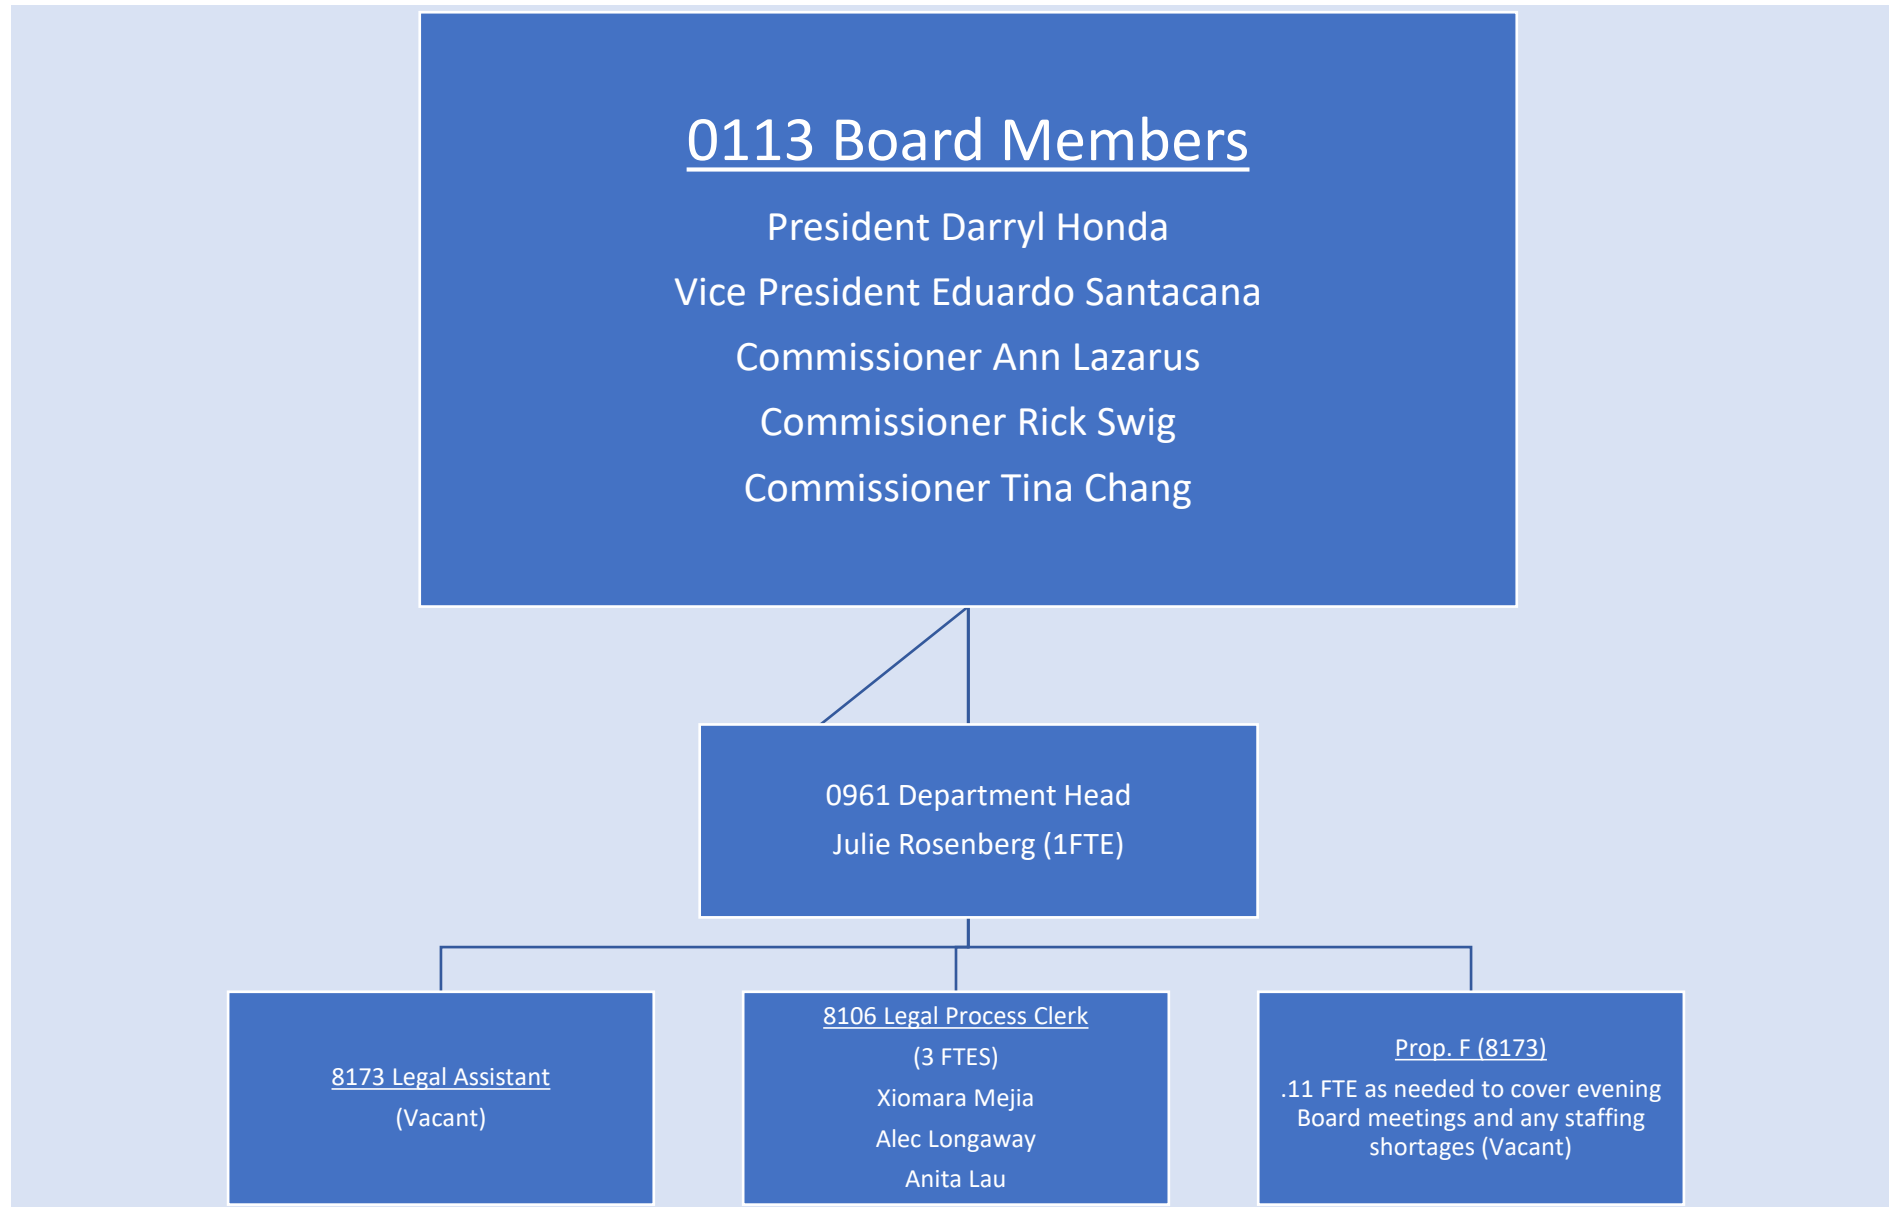 0113 Board Members
President Darryl Honda
Vice President Eduardo Santacana
Commissioner Ann Lazarus
Commissioner Rick Swig
Commissioner Tina Chang
0961 Department Head
Julie Rosenberg (1FTE)
8173 Legal Assistant
(Vacant)
8106 Legal Process Clerk
(3 FTES)
Xiomara Mejia
Alec Longaway
Anita Lau
Prop. F (8173)
.11 FTE as needed to cover evening
Board meetings and any staffing
shortages (Vacant)